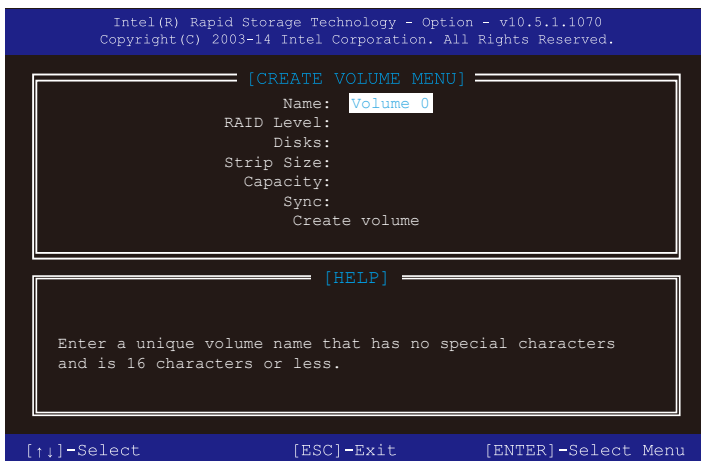 Intel(R) Rapid Storage Technology - Option - v10.5.1.1070
Copyright(C) 2003-14 Intel Corporation. All Rights Reserved.
[CREATE VOLUME MENU]
Name: Volume 0
RAID Level:
Disks:
Strip Size:
Capacity:
Sync:
Create volume
[HELP]
Enter a unique volume name that has no special characters
and is 16 characters or less.
[↑↓]-Select [ESC]-Exit [ENTER]-Select Menu